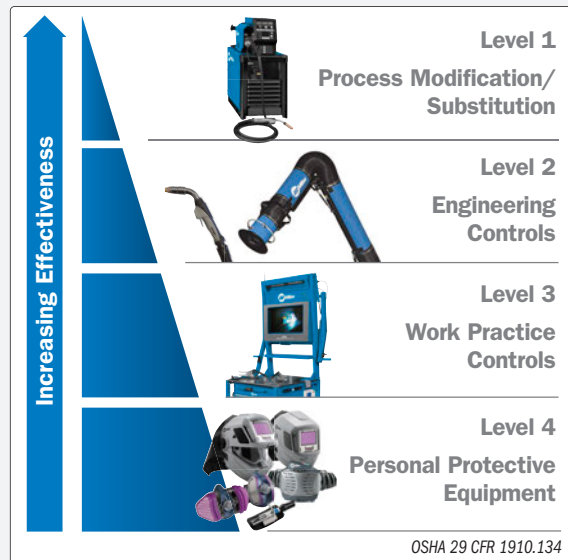 Increasing Effectiveness
Level 1
Process Modification/
Substitution
Level 2
Engineering
Controls
Level 3
Work Practice
Controls
Level 4
Personal Protective
Equipment
OSHA 29 CFR 1910.134